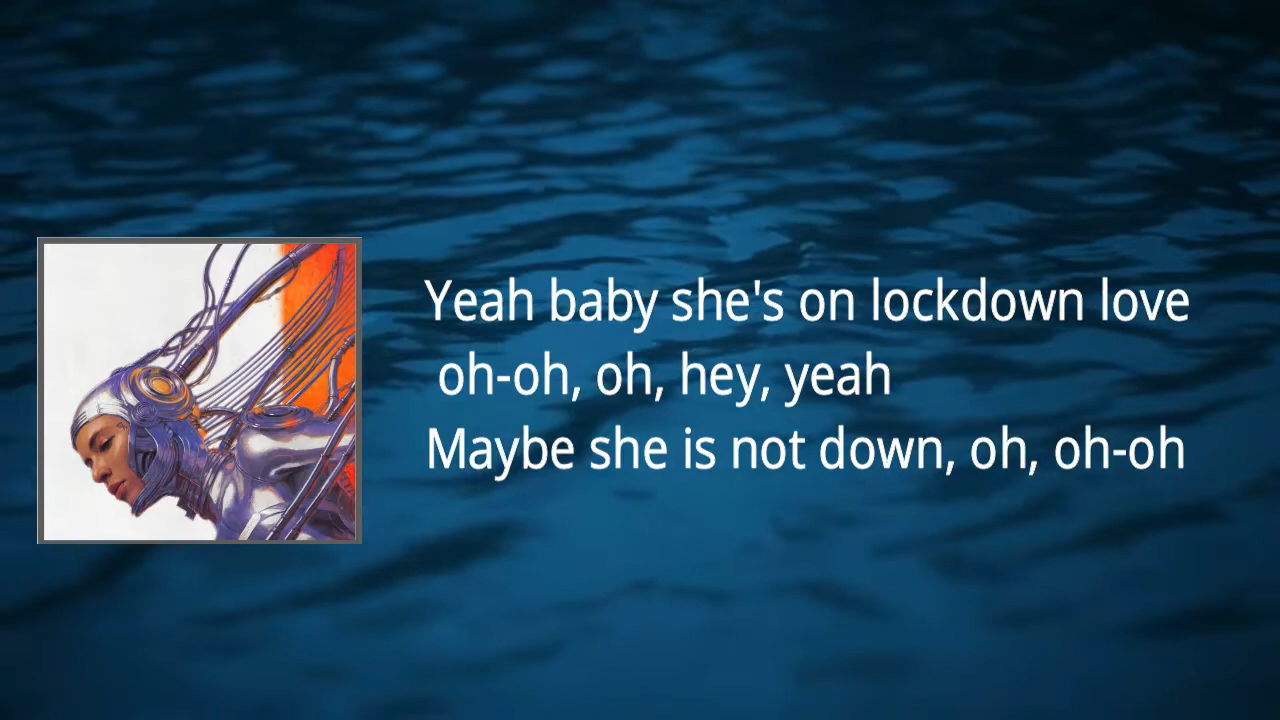 Yeah baby she's on lockdown love
oh-oh, oh, hey, yeah
Maybe she is not down, oh, oh-oh